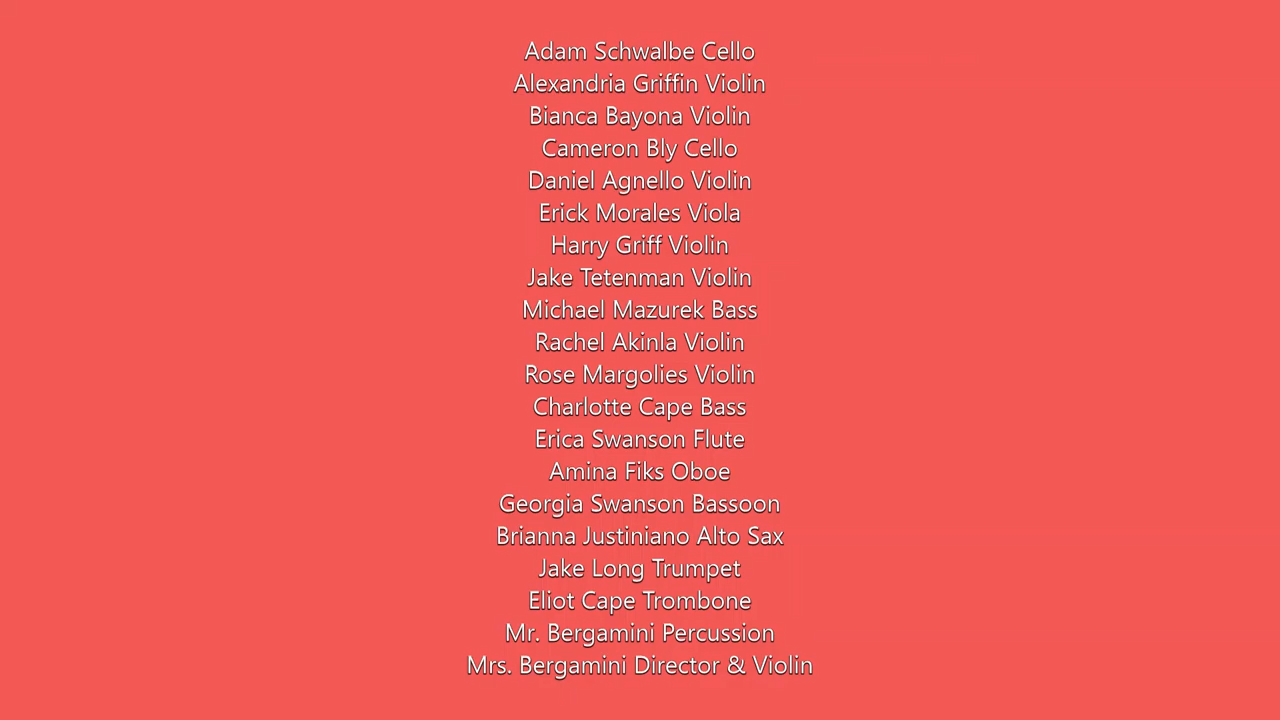 Adam Schwalbe Cello
Alexandria Griffin Violin
Bianca Bayona Violin
Cameron Bly Cello
Daniel Agnello Violin
Erick Morales Viola
Harry Griff Violin
Jake Tetenman Violin
Michael Mazurek Bass
Rachel Akinla Violin
Rose Margolies Violin
Charlotte Cape Bass
Erica Swanson Flute
Amina Fiks Oboe
Georgia Swanson Bassoon
Brianna Justiniano Alto Sax
Jake Long Trumpet
Eliot Cape Trombone
Mr. Bergamini Percussion
Mrs. Bergamini Director & Violin